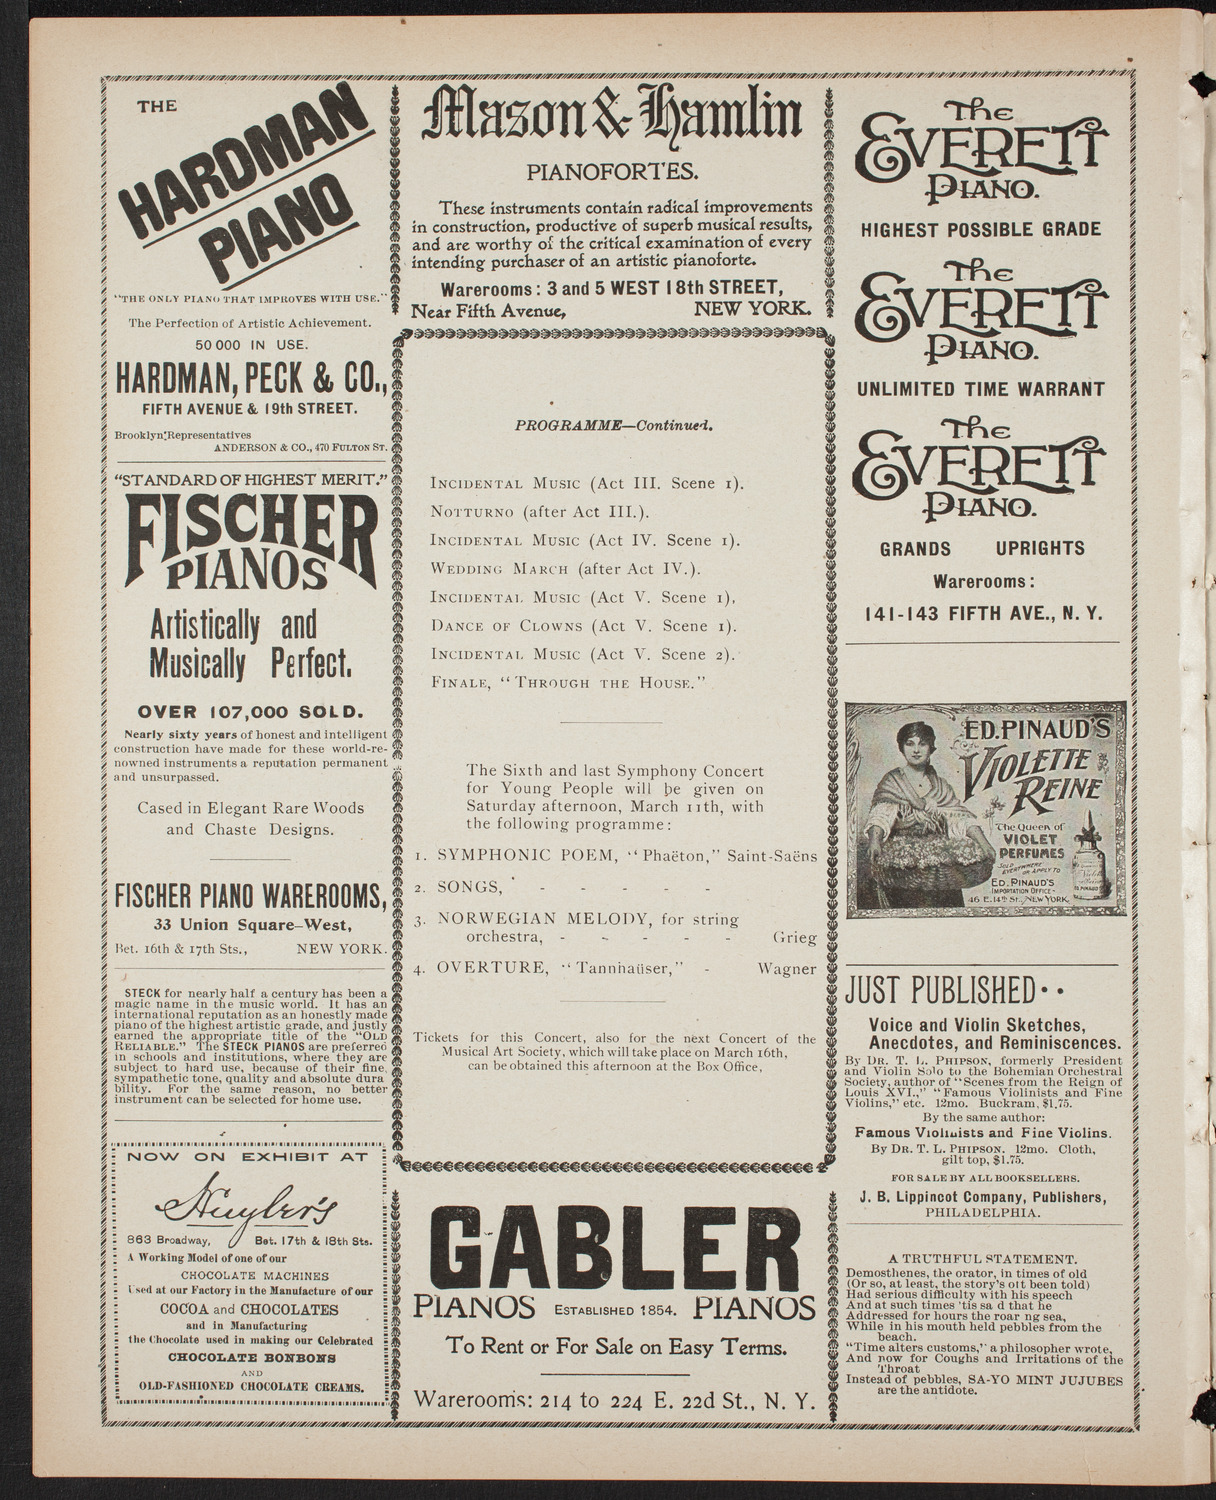 THE
HARDMAN
PIANO
"THE ONLY PIANO THAT IMPROVES WITH USE."
The Perfection of Artistic Achievement.
50 000 IN USE.
HARDMAN, PECK & CO.,
FIFTH AVENUE & 19th STREET.
Brooklyn Representatives
ANDERSON & CO., 470 FULTON ST.
"STANDARD OF HIGHEST MERIT."
FISCHER
PIANOS
Artistically and
Musically Perfect.
OVER 107,000 SOLD.
Nearly sixty years of honest and intelligent
construction have made for these world-re-
nowned instruments a reputation permanent
and unsurpassed.
Cased in Elegant Rare Woods
and Chaste Designs.
FISCHER PIANO WAREROOMS,
33 Union Square–West,
Bet. 16th & 17th Sts., NEW YORK.
STECK for nearly half a century has been a
magic name in the music world. It has an
international reputation as an honestly made
piano of the highest artistic grade, and justly
earned the appropriate title of the "OLD
RELIABLE." The STECK PIANOS are preferred
in schools and institutions, where they are
subject to hard use, because of their fine,
sympathetic tone, quality and absolute dura
bility. For the same reason, no better
instrument can be selected for home use.
NOW ON EXHIBIT AT
Huyler's
863 Broadway, Bet. 17th & 18th Sts.
A Working Model of one of our
CHOCOLATE MACHINES
Used at our Factory in the Manufacture of our
COCOA and CHOCOLATES
and in Manufacturing
the Chocolate used in making our Celebrated
CHOCOLATE BONBONS
AND
OLD-FASHIONED CHOCOLATE CREAMS.
Mason & Hamlin
PIANOFORTES.
These instruments contain radical improvements
in construction, productive of superb musical results,
and are worthy of the critical examination of every
intending purchaser of an artistic pianoforte.
Warerooms: 3 and 5 WEST 18th STREET,
Near Fifth Avenue, NEW YORK.
PROGRAMME—Continued.
INCIDENTAL MUSIC (Act III. Scene 1).
NOTTURNO (after Act III.).
INCIDENTAL MUSIC (Act IV. Scene 1).
WEDDING MARCH (after Act IV.).
INCIDENTAL MUSIC (Act V. Scene 1),
DANCE OF CLOWNS (Act V. Scene 1).
INCIDENTAL MUSIC (Act V. Scene 2).
FINALE, "THROUGH THE HOUSE."
The Sixth and last Symphony Concert
for Young People will be given on
Saturday afternoon, March 11th, with
the following programme:
1. SYMPHONIC POEM, "Phaëton," Saint-Saëns
2. SONGS, - - - - - -
3. NORWEGIAN MELODY, for string
orchestra, - - - - - Grieg
4. OVERTURE, "Tannhaüser," - Wagner
Tickets for this Concert, also for the next Concert of the
Musical Art Society, which will take place on March 16th,
can be obtained this afternoon at the Box Office,
GABLER
PIANOS ESTABLISHED 1854. PIANOS
To Rent or For Sale on Easy Terms.
Warerooms: 214 to 224 E. 22d St., N. Y.
The
EVERETT
PIANO.
HIGHEST POSSIBLE GRADE
The
EVERETT
PIANO.
UNLIMITED TIME WARRANT
The
EVERETT
PIANO.
GRANDS UPRIGHTS
Warerooms:
141-143 FIFTH AVE., N. Y.
ED. PINAUD'S
VIOLETTE
REINE
The Queen of
VIOLET
PERFUMES
SOLD
EVERYWHERE
OR APPLY TO
ED. PINAUD'S
IMPORTATION OFFICE-
46 E. 14th St., NEW YORK.
JUST PUBLISHED··
Voice and Violin Sketches,
Anecdotes, and Reminiscences.
By DR. T. L. PHIPSON, formerly President
and Violin Solo to the Bohemian Orchestral
Society, author of "Scenes from the Reign of
Louis XVI.," "Famous Violinists and Fine
Violins," etc. 12mo. Buckram, $1.75.
By the same author:
Famous Violinists and Fine Violins.
By DR. T. L. PHIPSON. 12mo. Cloth,
gilt top, $1.75.
FOR SALE BY ALL BOOKSELLERS.
J. B. Lippincot Company, Publishers,
PHILADELPHIA.
A TRUTHFUL STATEMENT.
Demosthenes, the orator, in times of old
(Or so, at least, the story's oft been told)
Had serious difficulty with his speech
And at such times 'tis sa d that he
Addressed for hours the roar ng sea,
While in his mouth held pebbles from the
beach.
"Time alters customs," a philosopher wrote,
And now for Coughs and Irritations of the
Throat
Instead of pebbles, SA-YO MINT JUJUBES
are the antidote.